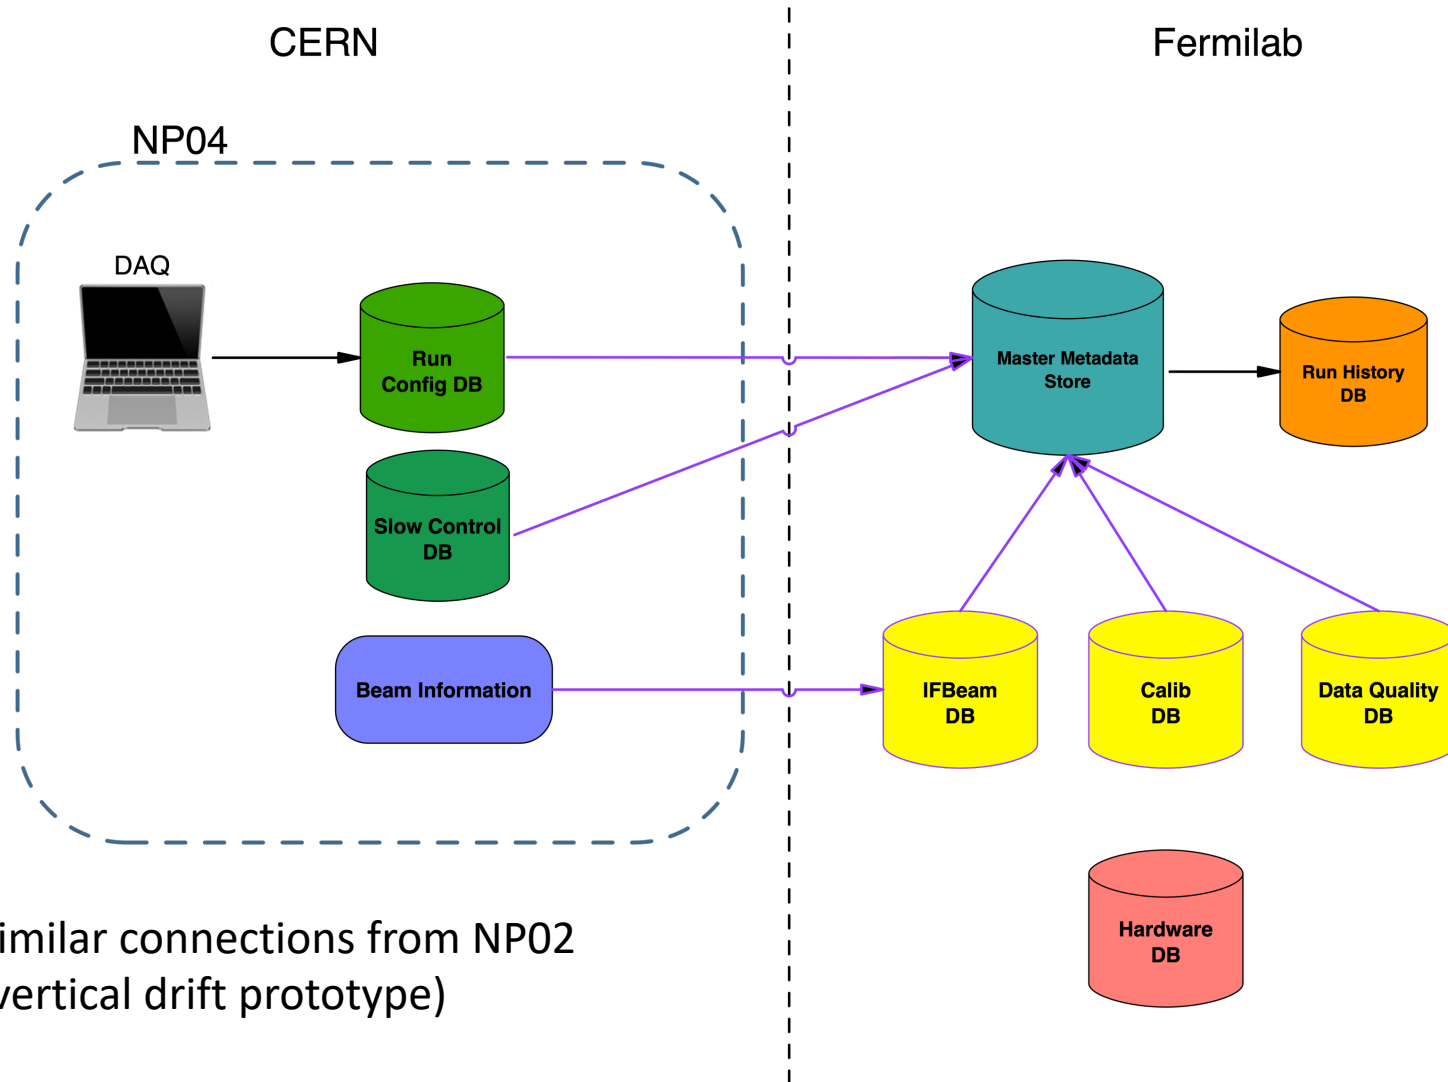 CERN
Fermilab
NP04
DAQ
Run
Config DB
Master Metadata
Store
Run History
DB
Slow Control
DB
Beam Information
IFBeam
DB
Calib
DB
Data Quality
DB
Hardware
DB
imilar connections from NP02
vertical drift prototype)